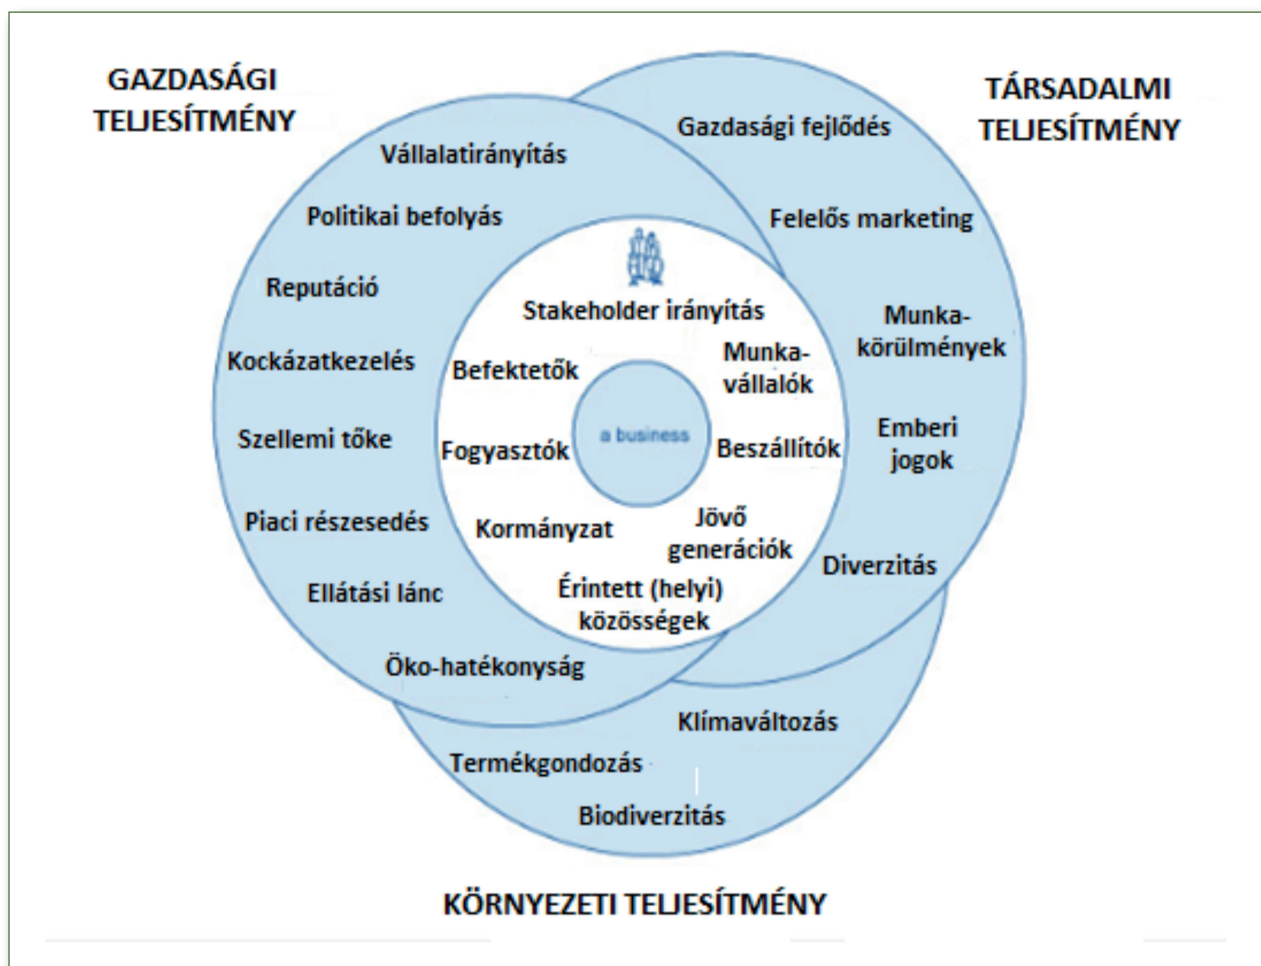 GAZDASÁGI
TELJESÍTMÉNY
TÁRSADALMI
TELJESÍTMÉNY
Vállalatirányítás
Politikai befolyás
Reputáció
Kockázatkezelés
Szellemi tőke
Piaci részesedés
Ellátási lánc
Öko-hatékonyság
Gazdasági fejlődés
Felelős marketing
Munka-
körülmények
Emberi
jogok
Diverzitás
Stakeholder irányítás
Befektetők
Munka-
vállalók
Fogyasztók
a business
Beszállítók
Kormányzat
Jövő
generációk
Érintett (helyi)
közösségek
Klímaváltozás
Termékgondozás
Biodiverzitás
KÖRNYEZETI TELJESÍTMÉNY